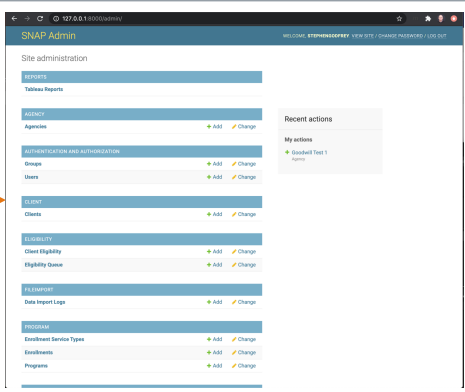 127.0.0.1:8000/admin/
SNAP Admin
WELCOME, STEPHENGODFREY. VIEW SITE / CHANGE PASSWORD / LOG OUT
Site administration
REPORTS
Tableau Reports
AGENCY
Agencies + Add Change
AUTHENTICATION AND AUTHORIZATION
Groups + Add Change
Users + Add Change
CLIENT
Clients + Add Change
ELIGIBILITY
Client Eligibility + Add Change
Eligibility Queue + Add Change
FILEIMPORT
Data Import Logs + Add Change
PROGRAM
Enrollment Service Types + Add Change
Enrollments + Add Change
Programs + Add Change
Recent actions
My actions
+ Goodwill Test 1
Agency